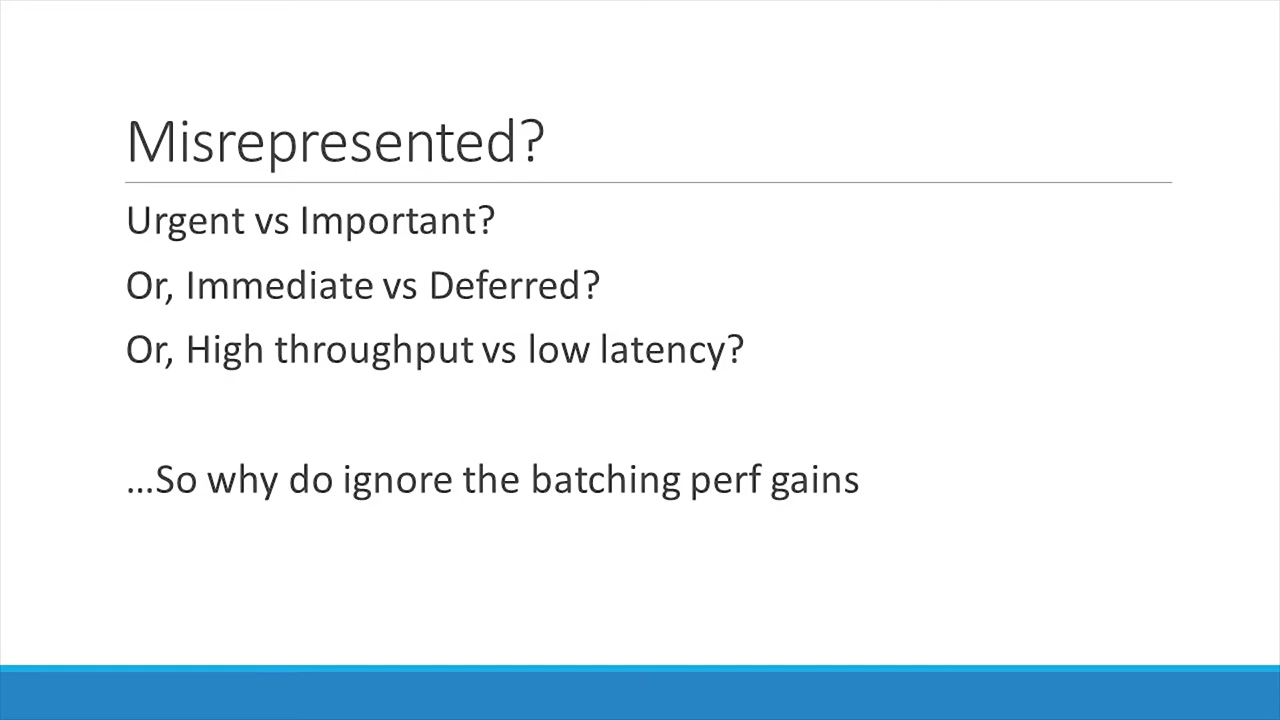 Misrepresented?
Urgent vs Important?
Or, Immediate vs Deferred?
Or, High throughput vs low latency?
...So why do ignore the batching perf gains